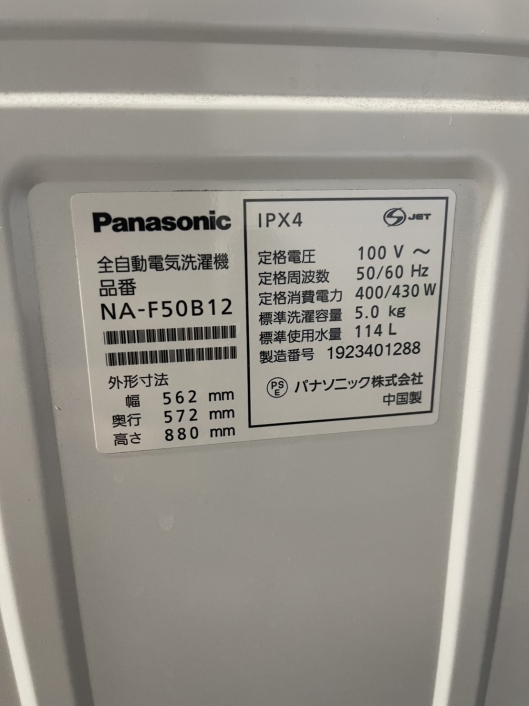 Panasonic
全自動電気洗濯機
品番
NA-F50B12
外形寸法
幅 562 mm
奥行 572 mm
高さ 880 mm
IPX4
S JET
定格電圧 100 V ～
定格周波数 50/60 Hz
定格消費電力 400/430 W
標準洗濯容量 5.0 kg
標準使用水量 114 L
製造番号 1923401288
PSE パナソニック株式会社
中国製